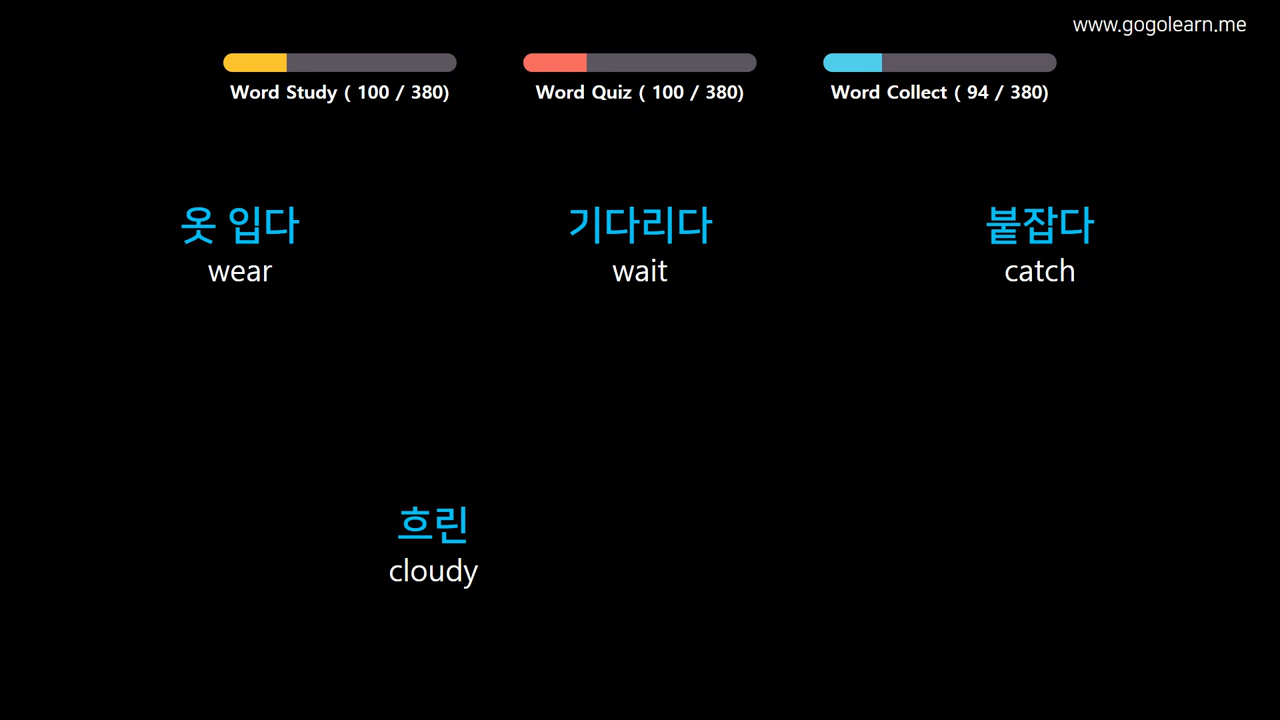 www.gogolearn.me
Word Study ( 100 / 380)
Word Quiz ( 100 / 380)
Word Collect ( 94 / 380)
옷 입다
wear
기다리다
wait
붙잡다
catch
흐린
cloudy